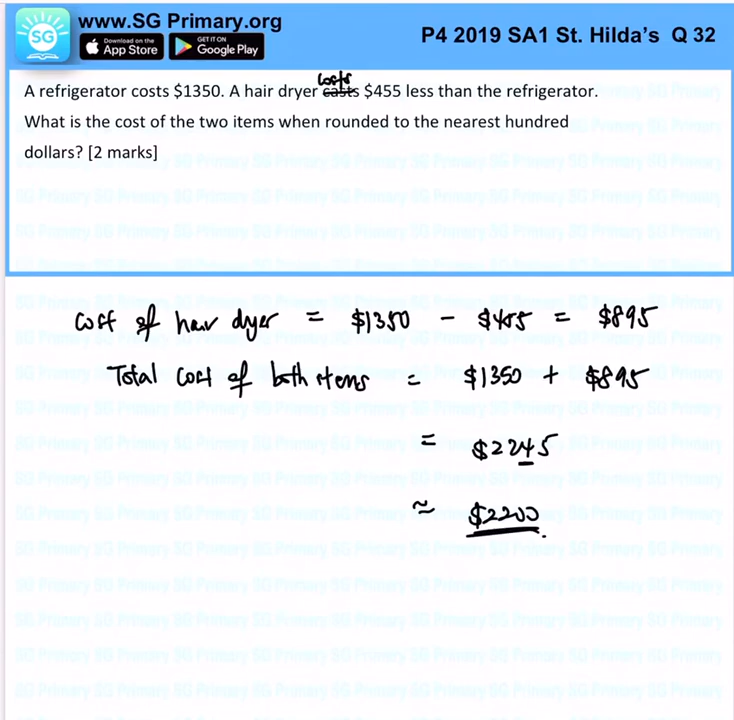 www.SG Primary.org
SG
Download on the App Store
GET IT ON Google Play
P4 2019 SA1 St. Hilda's Q 32
costs
A refrigerator costs $1350. A hair dryer casts $455 less than the refrigerator.
What is the cost of the two items when rounded to the nearest hundred
dollars? [2 marks]
Cost of hair dryer = $1350 - $455 = $895
Total cost of both items = $1350 + $895
= $2245
≈ $2200